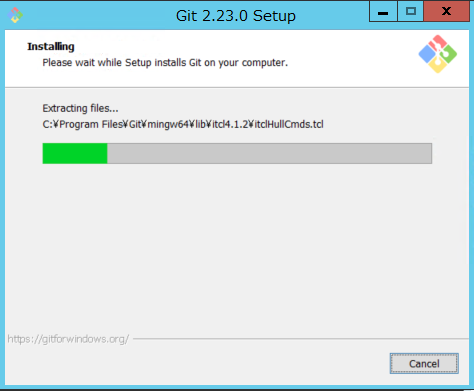 Git 2.23.0 Setup
Installing
Please wait while Setup installs Git on your computer.
Extracting files...
C:¥Program Files¥Git¥mingw64¥lib¥itcl4.1.2¥itclHullCmds.tcl
https://gitforwindows.org/
Cancel